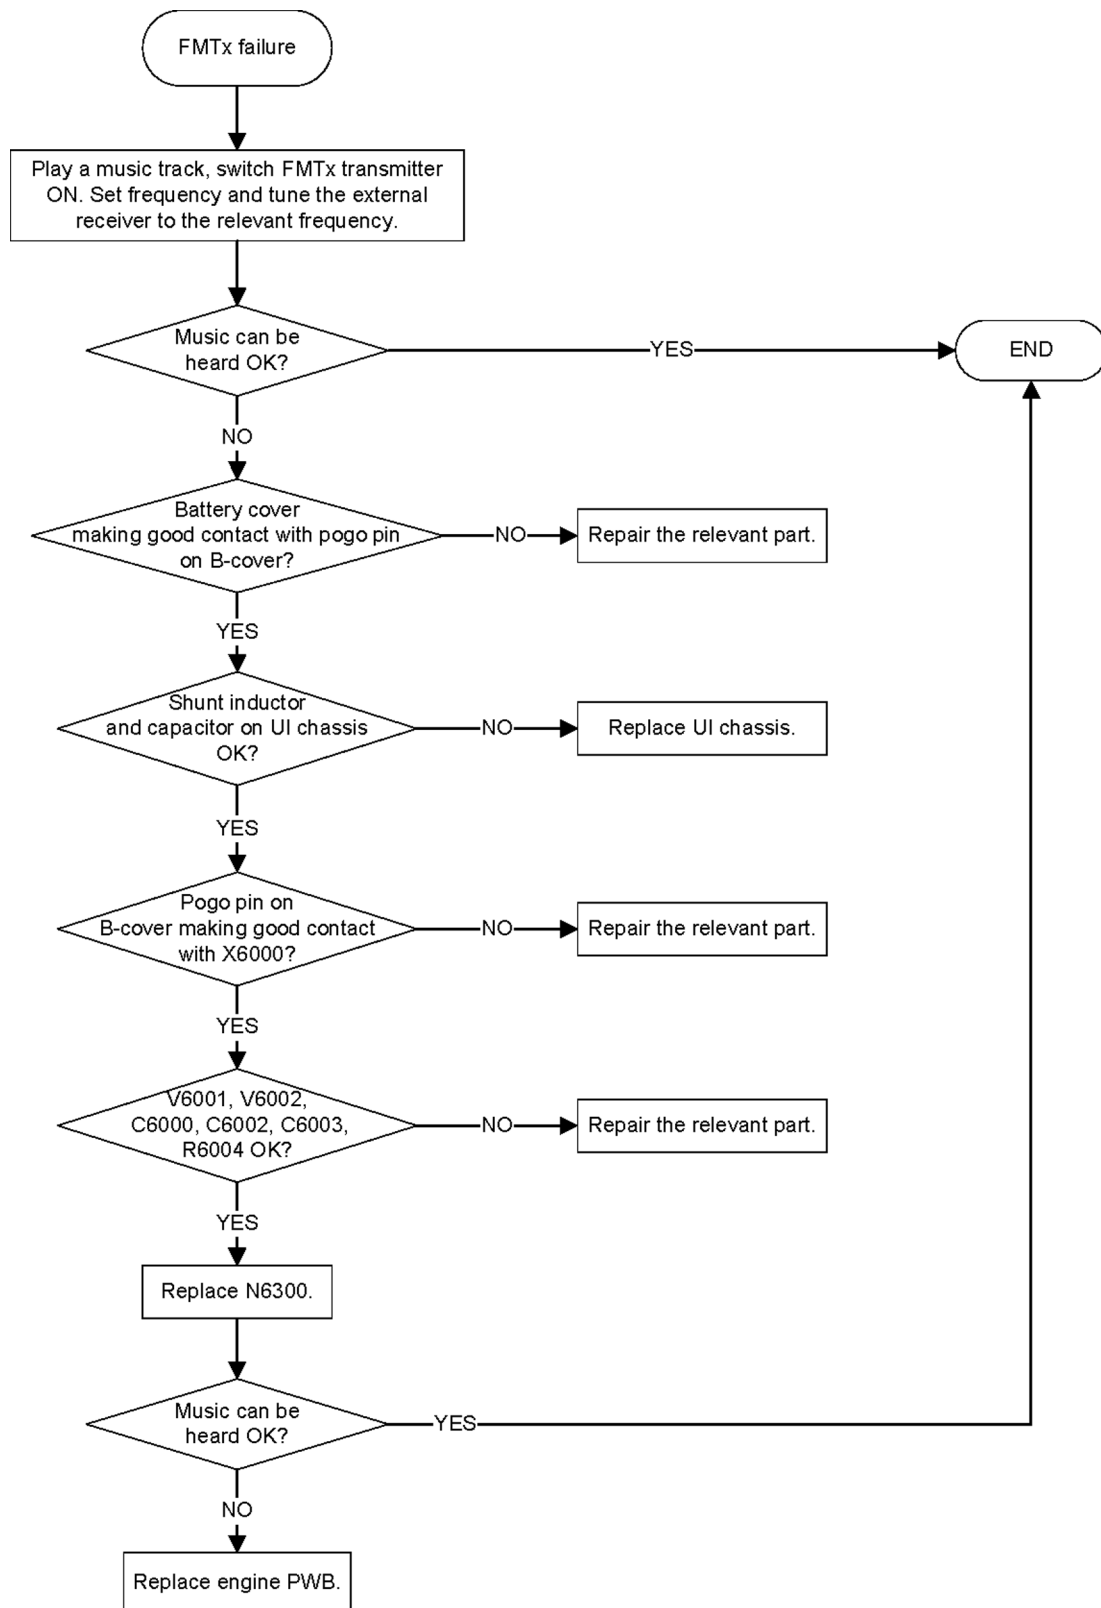 FMTx failure
Play a music track, switch FMTx transmitter
ON. Set frequency and tune the external
receiver to the relevant frequency.
Music can be
heard OK?
YES
END
NO
Battery cover
making good contact with pogo pin
on B-cover?
NO
Repair the relevant part.
YES
Shunt inductor
and capacitor on UI chassis
OK?
NO
Replace UI chassis.
YES
Pogo pin on
B-cover making good contact
with X6000?
NO
Repair the relevant part.
YES
V6001, V6002,
C6000, C6002, C6003,
R6004 OK?
NO
Repair the relevant part.
YES
Replace N6300.
Music can be
heard OK?
YES
NO
Replace engine PWB.